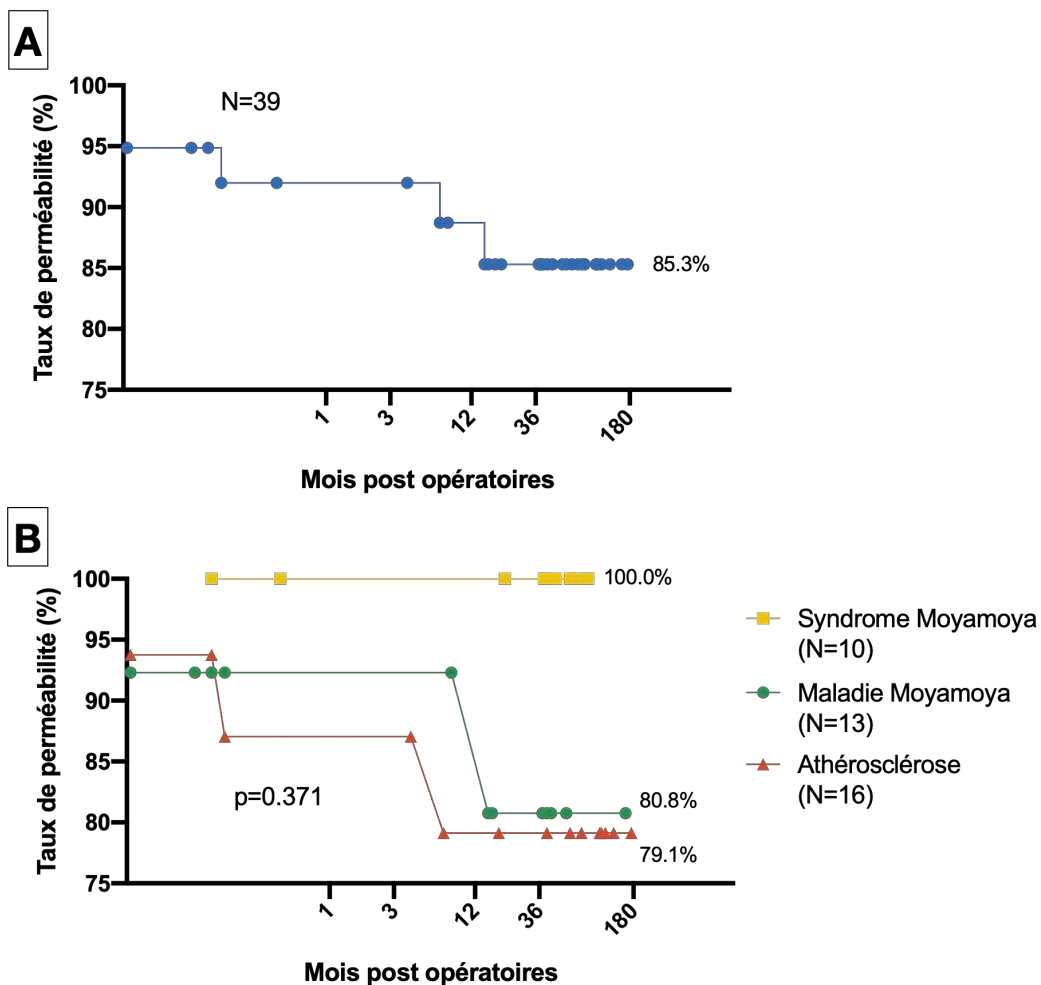 A
100
95
90
85
80
75
Taux de perméabilité (%)
N=39
85.3%
1
3
12
36
180
Mois post opératoires
B
100
95
90
85
80
75
Taux de perméabilité (%)
100.0%
p=0.371
80.8%
79.1%
1
3
12
36
180
Mois post opératoires
Syndrome Moyamoya
(N=10)
Maladie Moyamoya
(N=13)
Athérosclérose
(N=16)